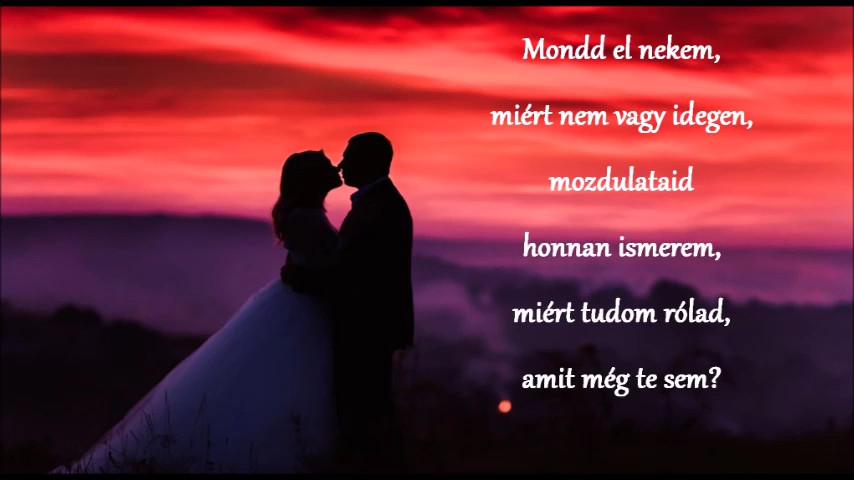 Mondd el nekem,
miért nem vagy idegen,
mozdulataid
honnan ismerem,
miért tudom rólad,
amit még te sem?